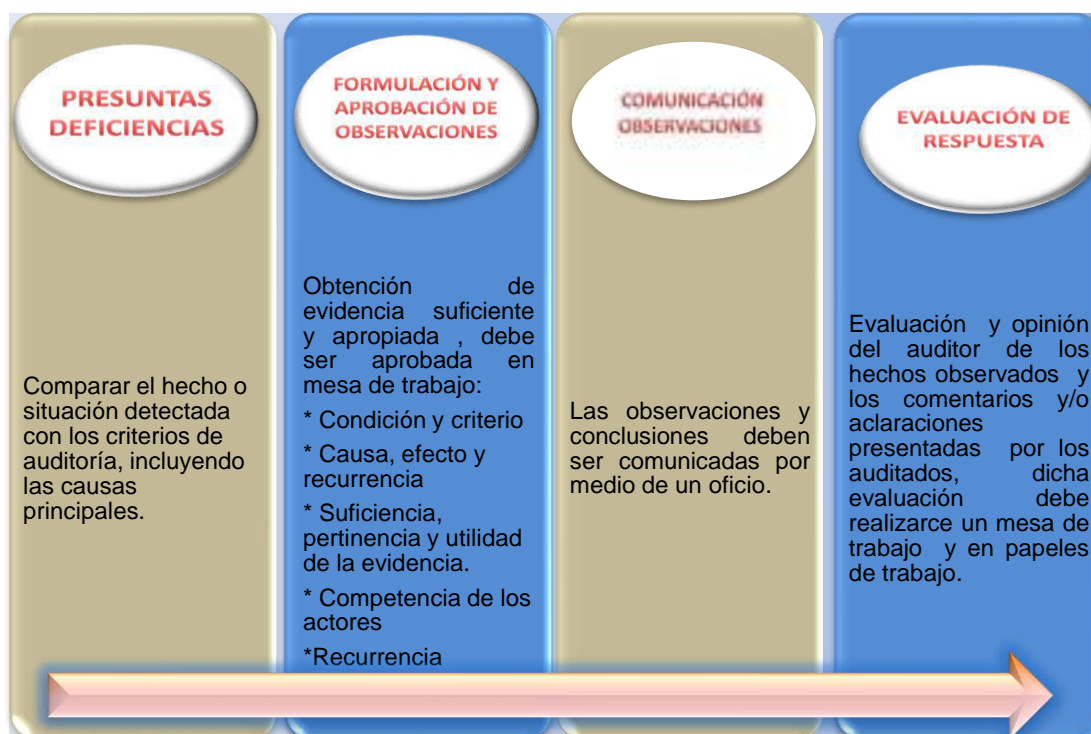 PRESUNTAS
DEFICIENCIAS
Comparar el hecho o
situación detectada
con los criterios de
auditoría, incluyendo
las causas
principales.
FORMULACIÓN Y
APROBACIÓN DE
OBSERVACIONES
Obtención de
evidencia suficiente
y apropiada , debe
ser aprobada en
mesa de trabajo:
* Condición y criterio
* Causa, efecto y
recurrencia
* Suficiencia,
pertinencia y utilidad
de la evidencia.
* Competencia de los
actores
*Recurrencia
COMUNICACIÓN
OBSERVACIONES
Las observaciones y
conclusiones deben
ser comunicadas por
medio de un oficio.
EVALUACIÓN DE
RESPUESTA
Evaluación y opinión
del auditor de los
hechos observados y
los comentarios y/o
aclaraciones
presentadas por los
auditados, dicha
evaluación debe
realizarce un mesa de
trabajo y en papeles
de trabajo.